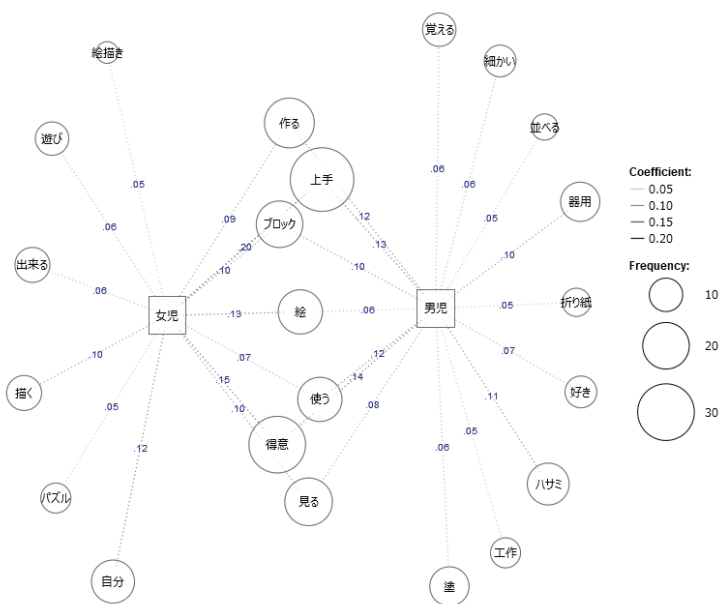 覚える
絵描き
細かい
作る
並べる
遊び
上手
.06
Coefficient:
.06
0.05
.05
.05
0.10
器用
0.15
.12
ブロック
.09
0.20
.06
.13
.20
.10
.10
Frequency:
出来る
.10
.06
10
折り紙
.05
女児
.13
絵
.06
男児
20
.07
.12
.10
.07
.14
.15
好き
描く
使う
.05
.10
.08
.11
30
.05
得意
.12
.06
ハサミ
パズル
見る
工作
自分
塗